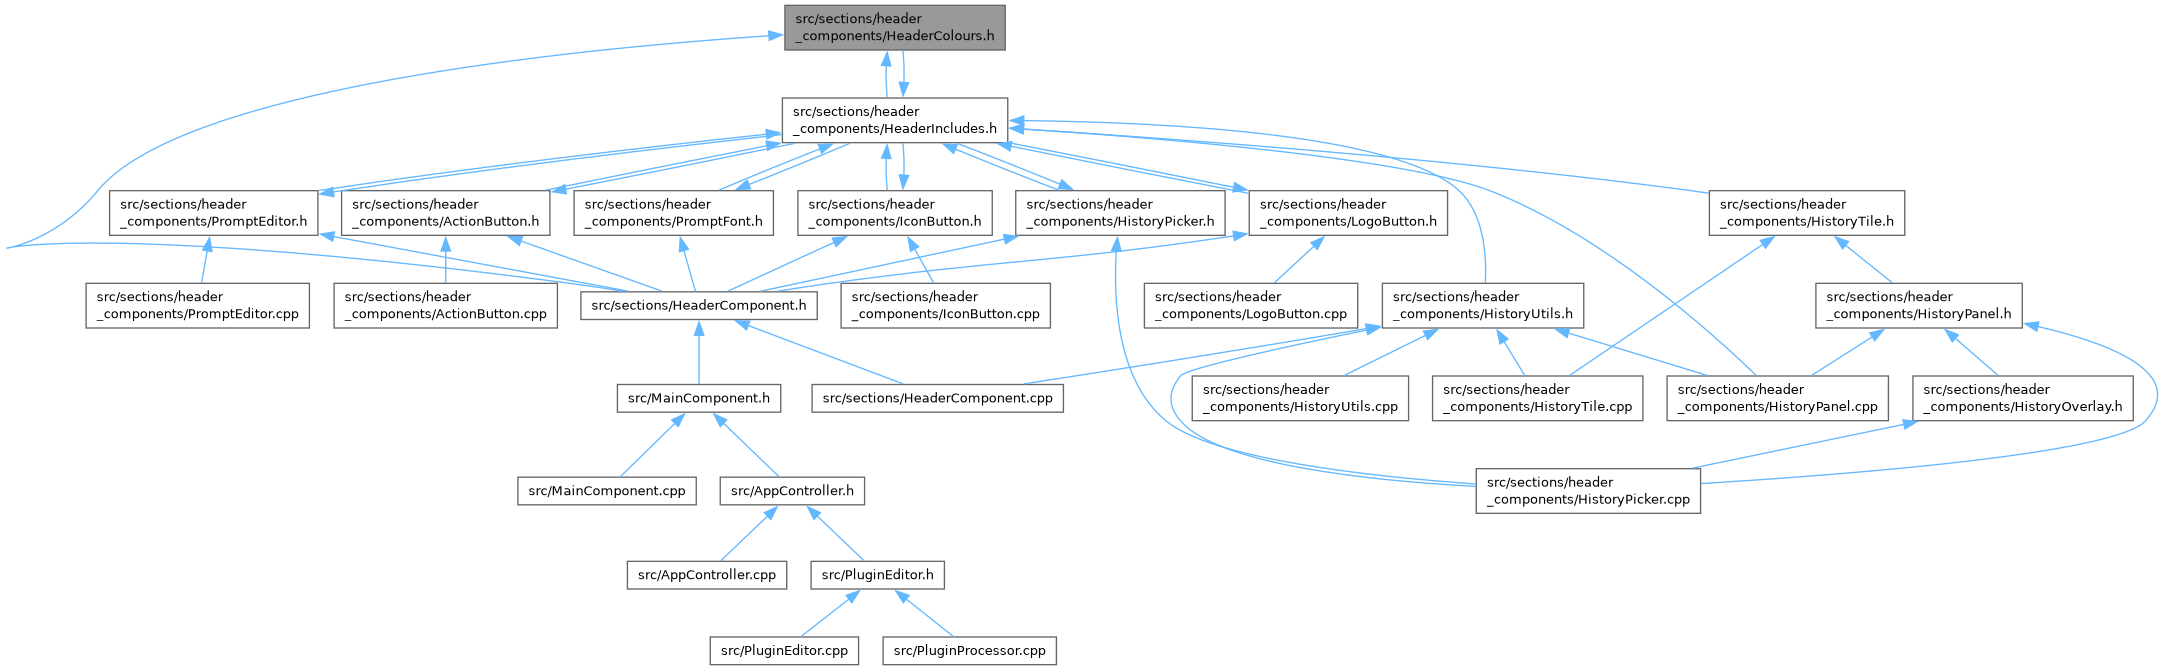 src/sections/header
_components/HeaderColours.h
src/sections/header
_components/HeaderIncludes.h
src/sections/header
_components/PromptEditor.h
src/sections/header
_components/ActionButton.h
src/sections/header
_components/PromptFont.h
src/sections/header
_components/IconButton.h
src/sections/header
_components/HistoryPicker.h
src/sections/header
_components/LogoButton.h
src/sections/header
_components/HistoryTile.h
src/sections/header
_components/PromptEditor.cpp
src/sections/header
_components/ActionButton.cpp
src/sections/HeaderComponent.h
src/sections/header
_components/IconButton.cpp
src/sections/header
_components/LogoButton.cpp
src/sections/header
_components/HistoryUtils.h
src/sections/header
_components/HistoryPanel.h
src/MainComponent.h
src/sections/HeaderComponent.cpp
src/sections/header
_components/HistoryUtils.cpp
src/sections/header
_components/HistoryTile.cpp
src/sections/header
_components/HistoryPanel.cpp
src/sections/header
_components/HistoryOverlay.h
src/MainComponent.cpp
src/AppController.h
src/sections/header
_components/HistoryPicker.cpp
src/AppController.cpp
src/PluginEditor.h
src/PluginEditor.cpp
src/PluginProcessor.cpp